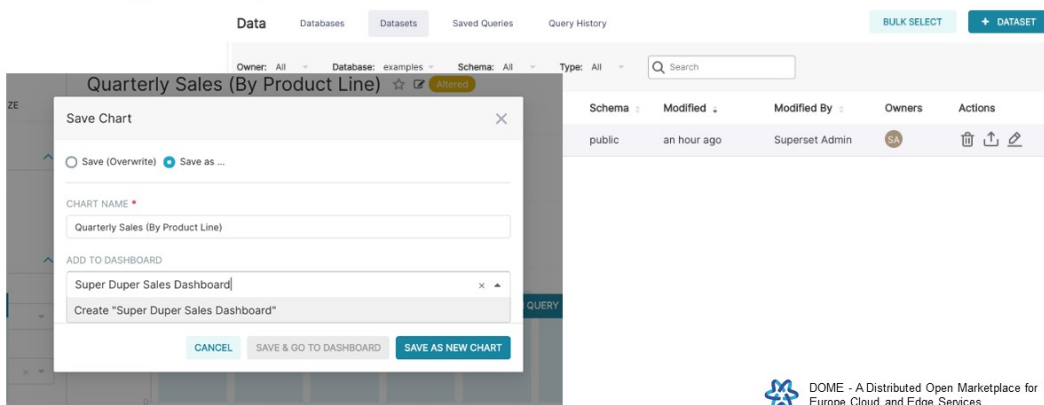 Data Databases Datasets Saved Queries Query History BULK SELECT + DATASET
Owner: All Database: examples Schema: All Type: All Search
Quarterly Sales (By Product Line) Altered
ZE
Schema Modified Modified By Owners Actions
public an hour ago Superset Admin SA
Save Chart
Save (Overwrite) Save as ...
CHART NAME *
Quarterly Sales (By Product Line)
ADD TO DASHBOARD
Super Duper Sales Dashboard
Create "Super Duper Sales Dashboard"
QUERY
CANCEL SAVE & GO TO DASHBOARD SAVE AS NEW CHART
DOME - A Distributed Open Marketplace for
Europe Cloud and Edge Services